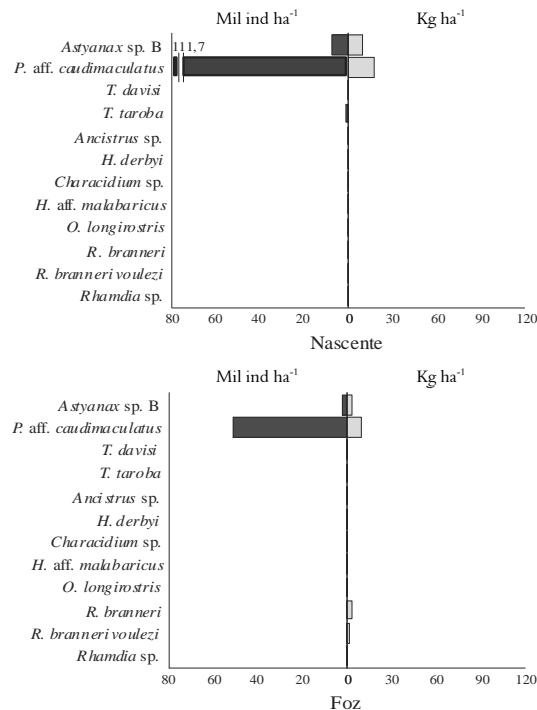 Mil ind ha⁻¹ Kg ha⁻¹
Astyanax sp. B 111,7
P. aff. caudimaculatus
T. davisi
T. taroba
Ancistrus sp.
H. derbyi
Characidium sp.
H. aff. malabaricus
O. longirostris
R. branneri
R. branneri voulezi
Rhamdia sp.
80 60 40 20 0 30 60 90 120
Nascente
Mil ind ha⁻¹ Kg ha⁻¹
Astyanax sp. B
P. aff. caudimaculatus
T. davisi
T. taroba
Ancistrus sp.
H. derbyi
Characidium sp.
H. aff. malabaricus
O. longirostris
R. branneri
R. branneri voulezi
Rhamdia sp.
80 60 40 20 0 30 60 90 120
Foz